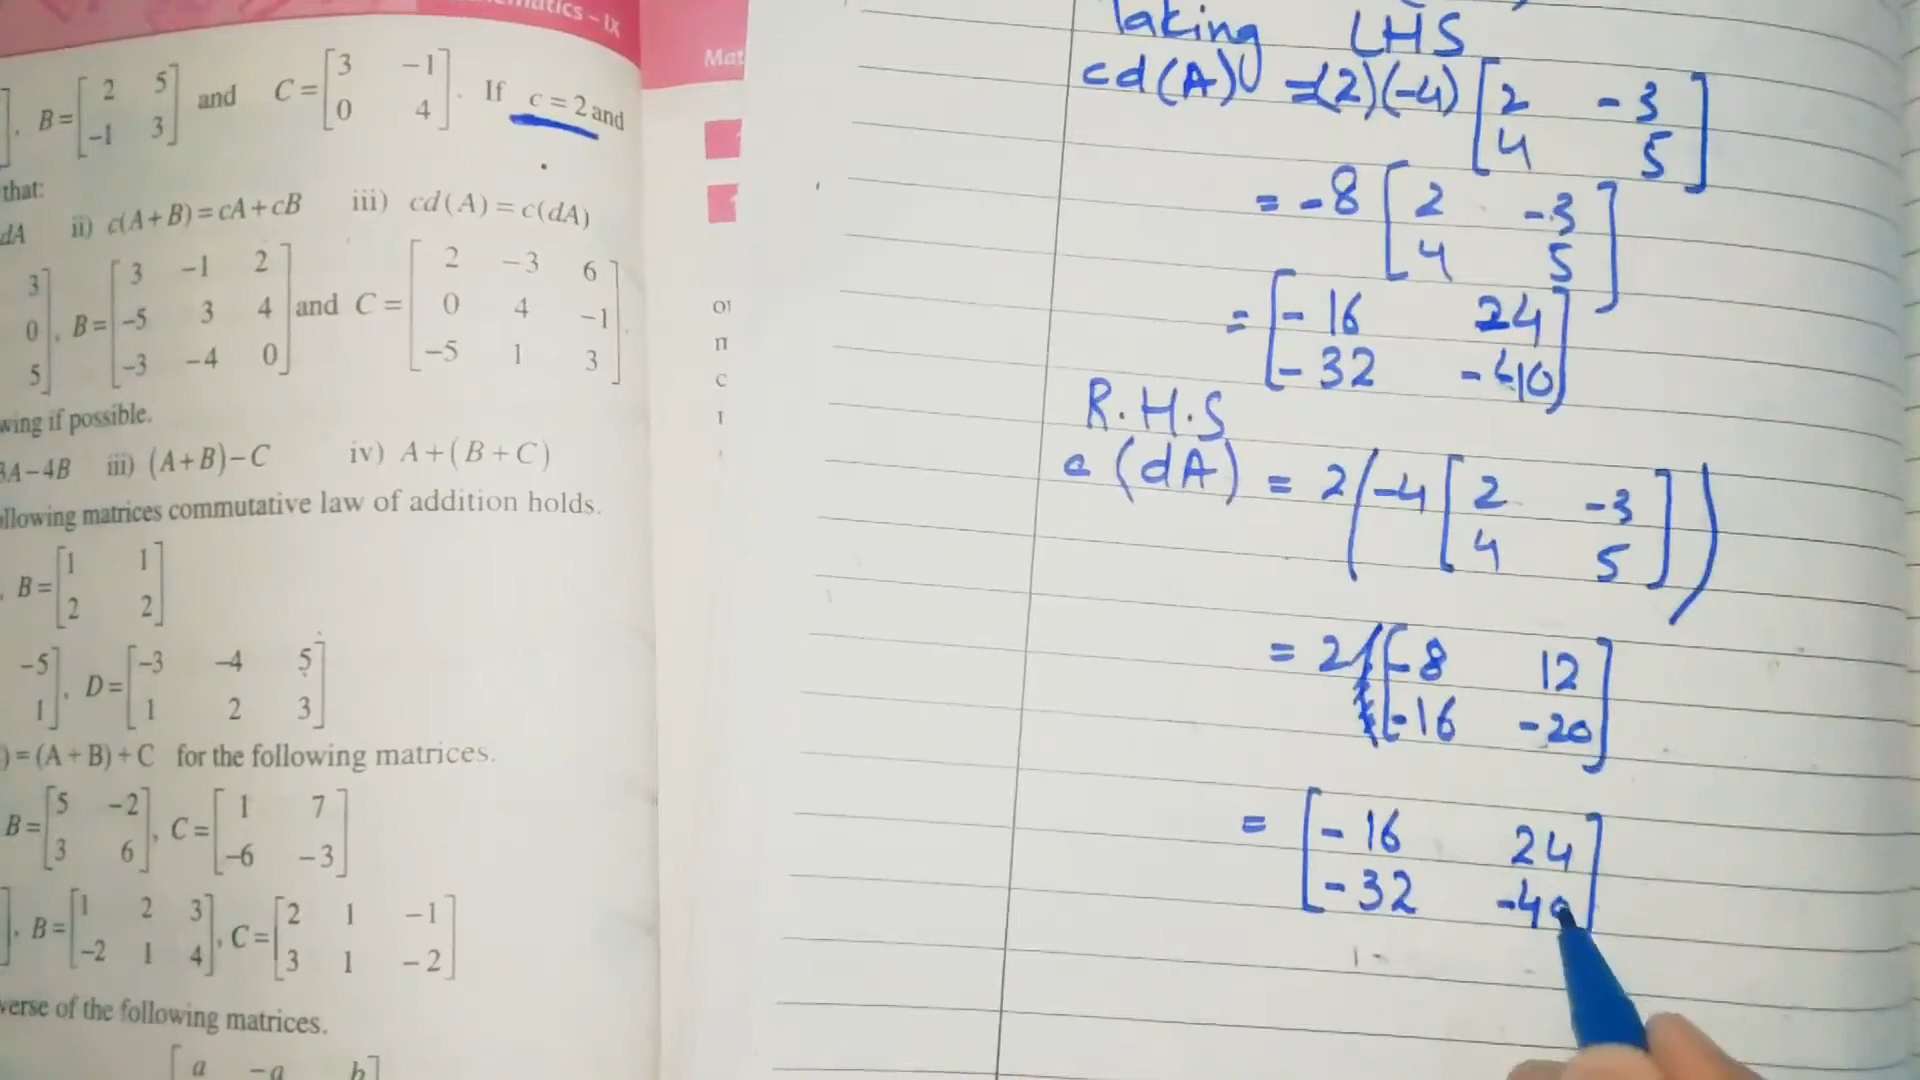 matics – IX
B = [ 2 5 ] and C = [ 3 -1 ] . If c = 2 and
[ -1 3 ] [ 0 4 ]
that:
dA ii) c(A + B) = cA + cB iii) cd(A) = c(dA)
3 ] [ 3 -1 2 ] [ 2 -3 6 ]
0 ] , B = [ -5 3 4 ] and C = [ 0 4 -1 ] .
5 ] [ -3 -4 0 ] [ -5 1 3 ]
wing if possible.
3A – 4B iii) (A + B) – C iv) A + (B + C)
ollowing matrices commutative law of addition holds.
, B = [ 1 1 ]
[ 2 2 ]
-5 ] , D = [ -3 -4 5 ]
1 ] [ 1 2 3 ]
) = (A + B) + C for the following matrices.
B = [ 5 -2 ] , C = [ 1 7 ]
[ 3 6 ] [ -6 -3 ]
] , B = [ 1 2 3 ] , C = [ 2 1 -1 ]
[ -2 1 4 ] [ 3 1 -2 ]
verse of the following matrices.
[ a -a b ]
Mat
Taking LHS
cd(A) = (2)(-4) [ 2 -3 ]
[ 4 5 ]
= -8 [ 2 -3 ]
[ 4 5 ]
= [ -16 24 ]
[ -32 -40 ]
R.H.S
c (dA) = 2 ( -4 [ 2 -3 ] )
[ 4 5 ]
= 2 [ -8 12 ]
[ -16 -20 ]
= [ -16 24 ]
[ -32 -40 ]